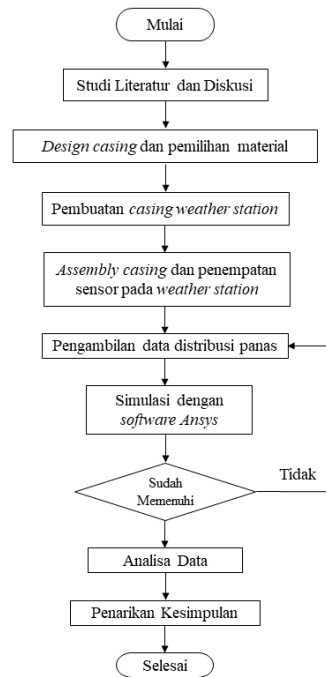 Mulai
Studi Literatur dan Diskusi
Design casing dan pemilihan material
Pembuatan casing weather station
Assembly casing dan penempatan
sensor pada weather station
Pengambilan data distribusi panas
Simulasi dengan
software Ansys
Sudah
Memenuhi
Tidak
Analisa Data
Penarikan Kesimpulan
Selesai